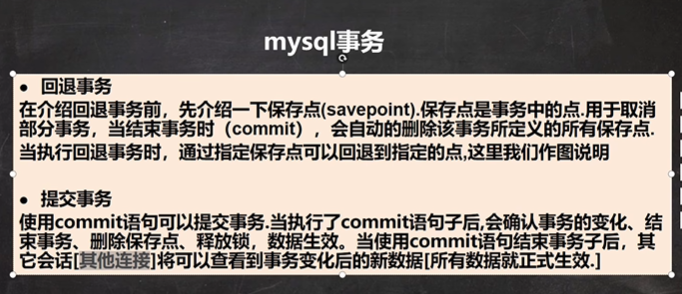 mysql事务
● 回退事务
在介绍回退事务前，先介绍一下保存点(savepoint).保存点是事务中的点.用于取消
部分事务，当结束事务时（commit），会自动的删除该事务所定义的所有保存点.
当执行回退事务时，通过指定保存点可以回退到指定的点,这里我们作图说明
● 提交事务
使用commit语句可以提交事务.当执行了commit语句子后,会确认事务的变化、结
束事务、删除保存点、释放锁，数据生效。当使用commit语句结束事务子后，其
它会话[其他连接]将可以查看到事务变化后的新数据[所有数据就正式生效.]